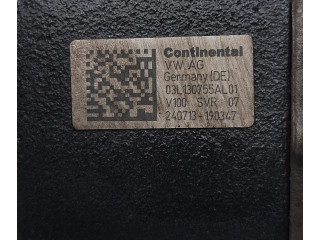 Continental
VW AG
Germany (DE)
03L130755AL01
V100 SVR 07
240713-190347